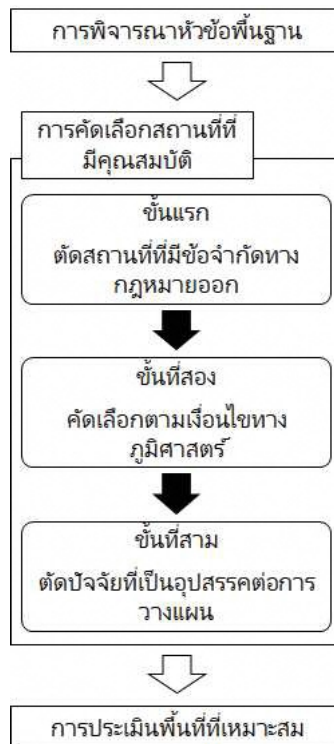 การพิจารณาหัวข้อพื้นฐาน
การคัดเลือกสถานที่ที่
มีคุณสมบัติ
ขั้นแรก
ตัดสถานที่ที่มีข้อจำกัดทาง
กฎหมายออก
ขั้นที่สอง
คัดเลือกตามเงื่อนไขทาง
ภูมิศาสตร์
ขั้นที่สาม
ตัดปัจจัยที่เป็นอุปสรรคต่อการ
วางแผน
การประเมินพื้นที่ที่เหมาะสม